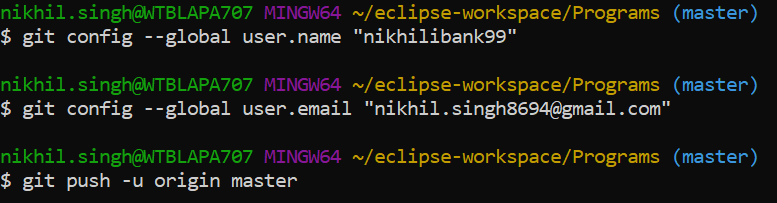 nikhil.singh@WTBLAPA707 MINGW64 ~/eclipse-workspace/Programs (master)
$ git config --global user.name "nikhilibank99"
nikhil.singh@WTBLAPA707 MINGW64 ~/eclipse-workspace/Programs (master)
$ git config --global user.email "nikhil.singh8694@gmail.com"
nikhil.singh@WTBLAPA707 MINGW64 ~/eclipse-workspace/Programs (master)
$ git push -u origin master